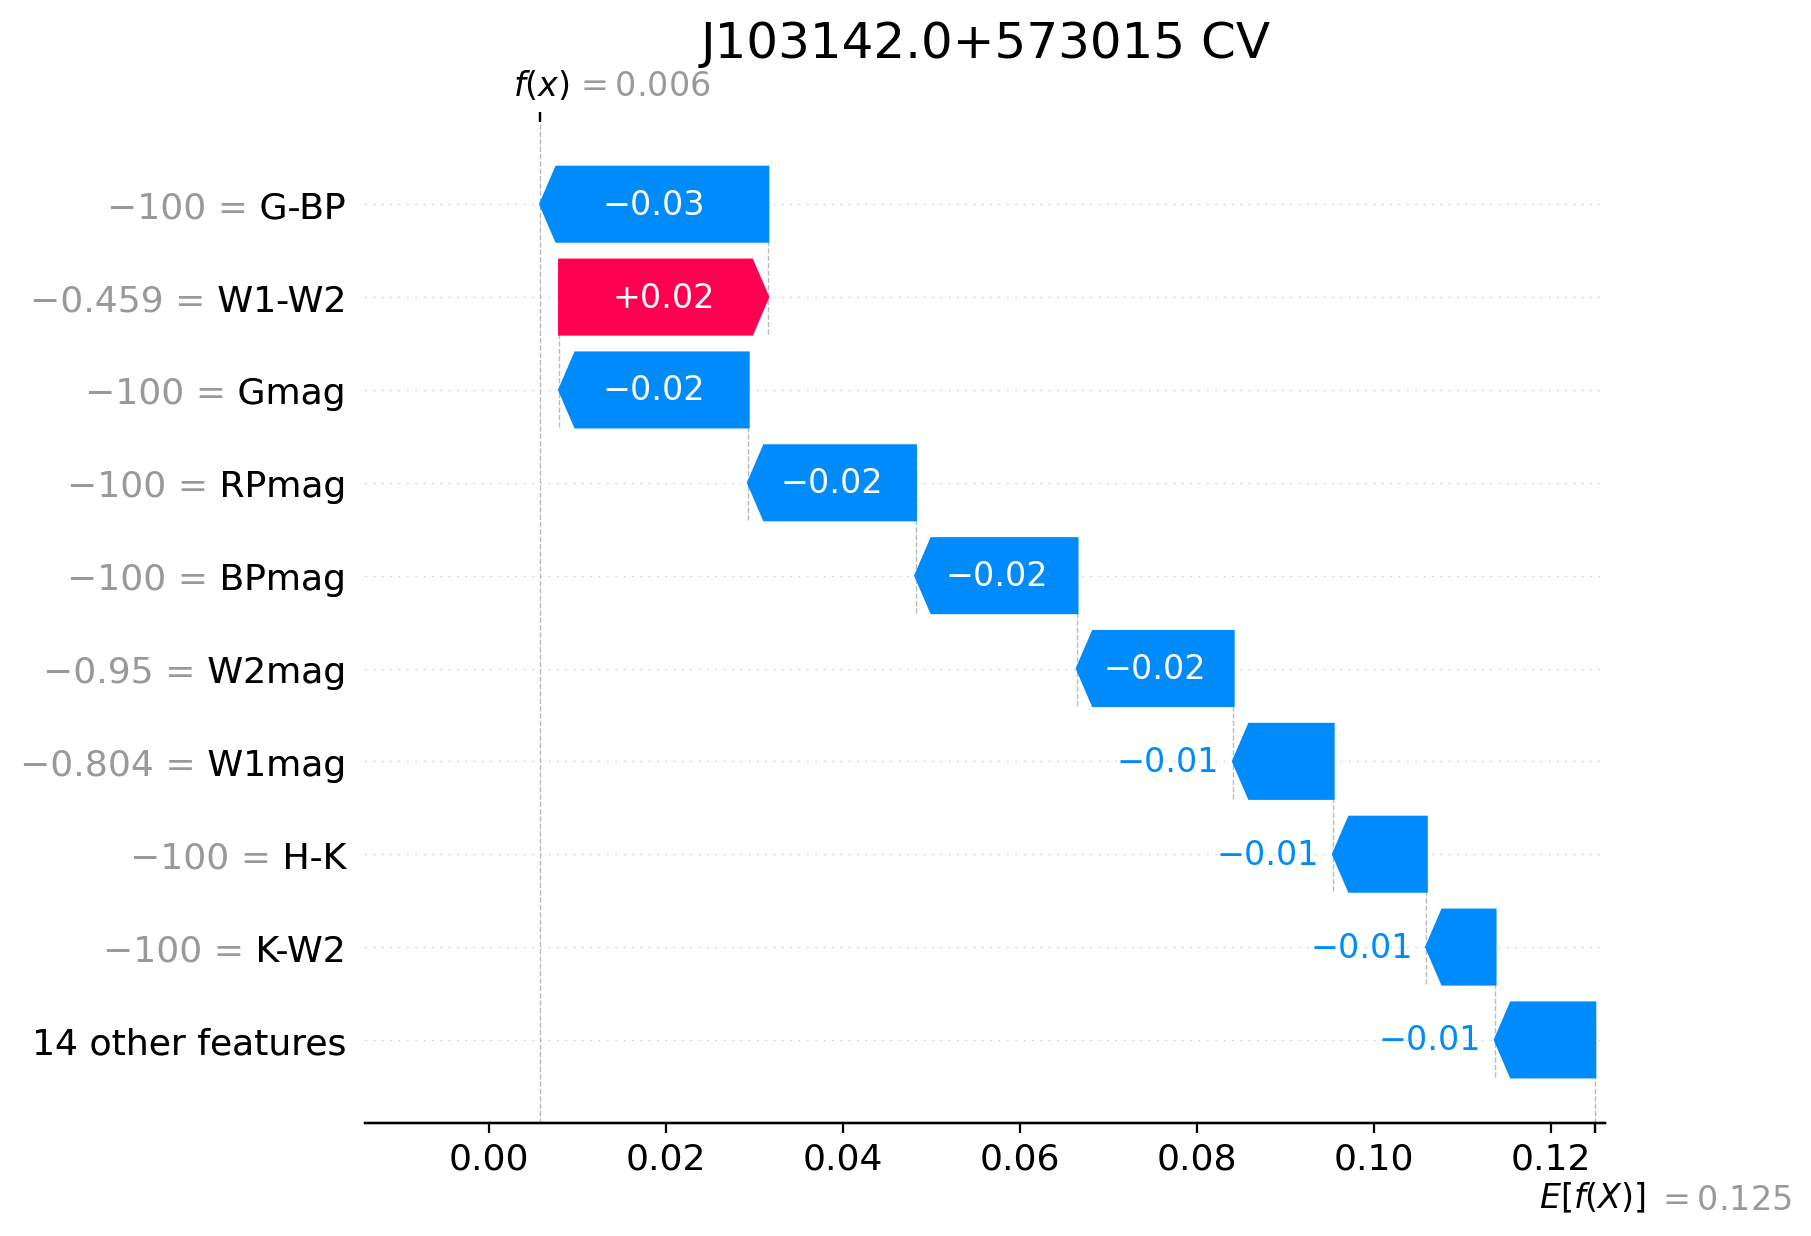 J103142.0+573015 CV
f(x) = 0.006
−100 = G-BP
−0.03
−0.459 = W1-W2
+0.02
−100 = Gmag
−0.02
−100 = RPmag
−0.02
−100 = BPmag
−0.02
−0.95 = W2mag
−0.02
−0.804 = W1mag
−0.01
−100 = H-K
−0.01
−100 = K-W2
−0.01
14 other features
−0.01
0.00 0.02 0.04 0.06 0.08 0.10 0.12
E[f(X)] = 0.125